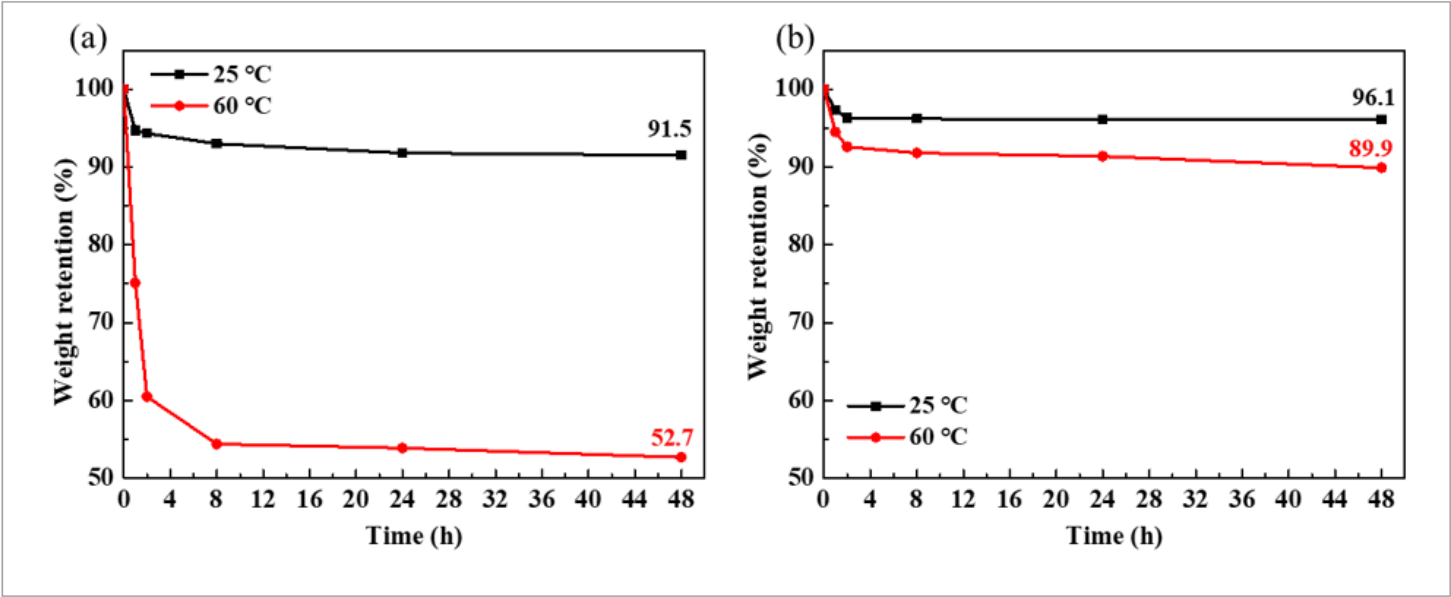 (a)
25 °C
60 °C
91.5
52.7
100
90
80
70
60
50
Weight retention (%)
0 4 8 12 16 20 24 28 32 36 40 44 48
Time (h)
(b)
96.1
89.9
25 °C
60 °C
100
90
80
70
60
50
Weight retention (%)
0 4 8 12 16 20 24 28 32 36 40 44 48
Time (h)